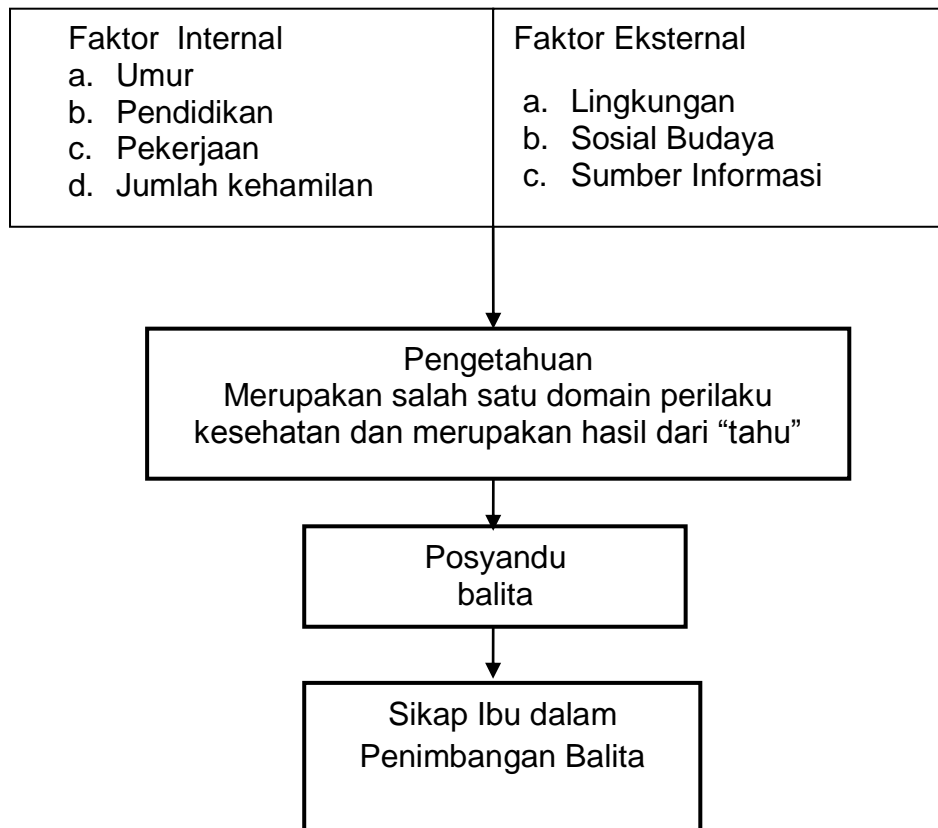 Faktor Internal
a. Umur
b. Pendidikan
c. Pekerjaan
d. Jumlah kehamilan
Faktor Eksternal
a. Lingkungan
b. Sosial Budaya
c. Sumber Informasi
Pengetahuan
Merupakan salah satu domain perilaku
kesehatan dan merupakan hasil dari “tahu”
Posyandu
balita
Sikap Ibu dalam
Penimbangan Balita